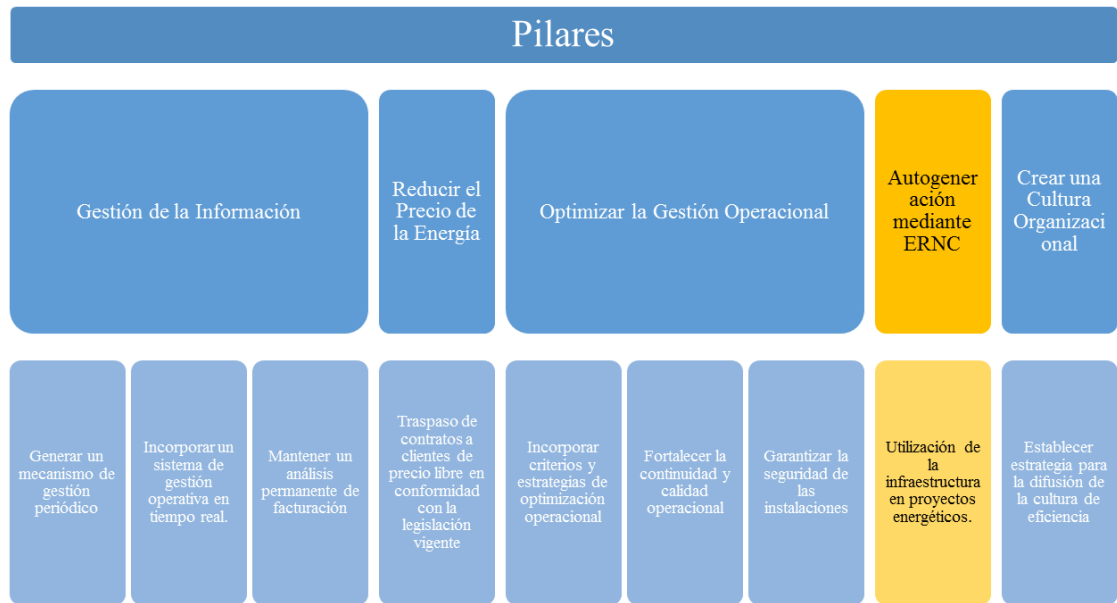 Pilares
Gestión de la Información
Reducir el
Precio de
la Energía
Optimizar la Gestión Operacional
Autogener
ación
mediante
ERNC
Crear una
Cultura
Organizaci
onal
Generar un
mecanismo de
gestión
periódico
Incorporar un
sistema de
gestión
operativa en
tiempo real.
Mantener un
análisis
permanente de
facturación
Traspaso de
contratos a
clientes de
precio libre en
conformidad
con la
legislación
vigente
Incorporar
criterios y
estrategias de
optimización
operacional
Fortalecer la
continuidad y
calidad
operacional
Garantizar la
seguridad de
las
instalaciones
Utilización de
la
infraestructura
en proyectos
energéticos.
Establecer
estrategia para
la difusión de
la cultura de
eficiencia